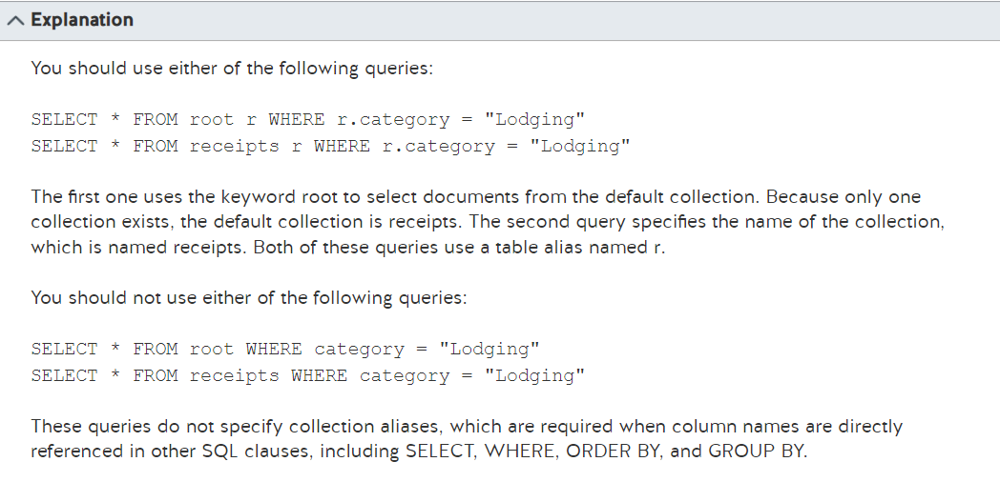 Explanation
You should use either of the following queries:
SELECT * FROM root r WHERE r.category = "Lodging"
SELECT * FROM receipts r WHERE r.category = "Lodging"
The first one uses the keyword root to select documents from the default collection. Because only one
collection exists, the default collection is receipts. The second query specifies the name of the collection,
which is named receipts. Both of these queries use a table alias named r.
You should not use either of the following queries:
SELECT * FROM root WHERE category = "Lodging"
SELECT * FROM receipts WHERE category = "Lodging"
These queries do not specify collection aliases, which are required when column names are directly
referenced in other SQL clauses, including SELECT, WHERE, ORDER BY, and GROUP BY.